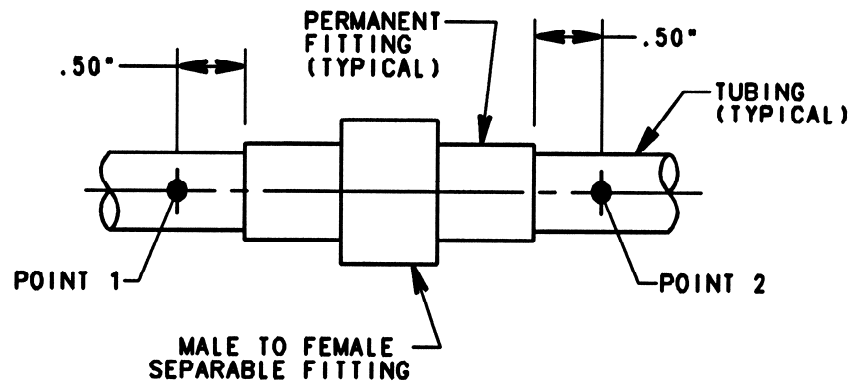 PERMANENT
FITTING
(TYPICAL)
.50"
.50"
TUBING
(TYPICAL)
POINT 1
POINT 2
MALE TO FEMALE
SEPARABLE FITTING